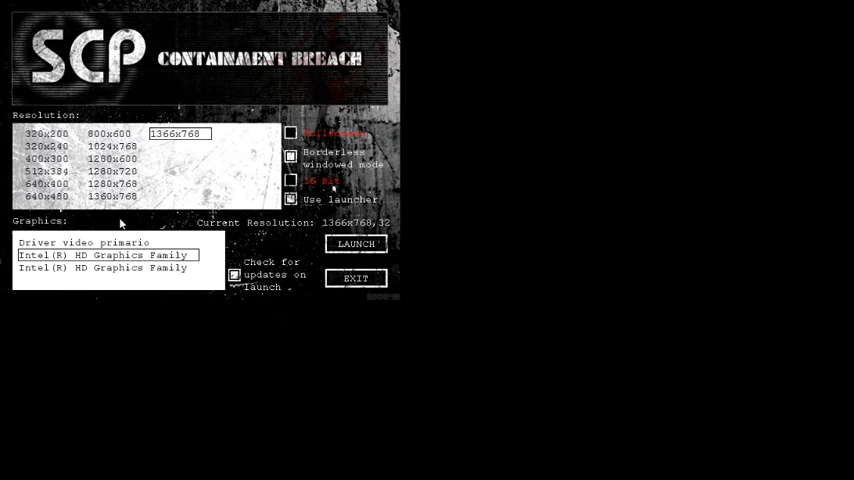 SCP CONTAINMENT BREACH
Resolution:
320x200 800x600 1366x768
320x240 1024x768
400x300 1280x600
512x384 1280x720
640x400 1280x768
640x480 1360x768
Fullscreen
Borderless
windowed mode
16 Bit
Use launcher
Graphics:
Current Resolution: 1366x768,32
Driver video primario
Intel(R) HD Graphics Family
Intel(R) HD Graphics Family
Check for
updates on
launch
LAUNCH
EXIT